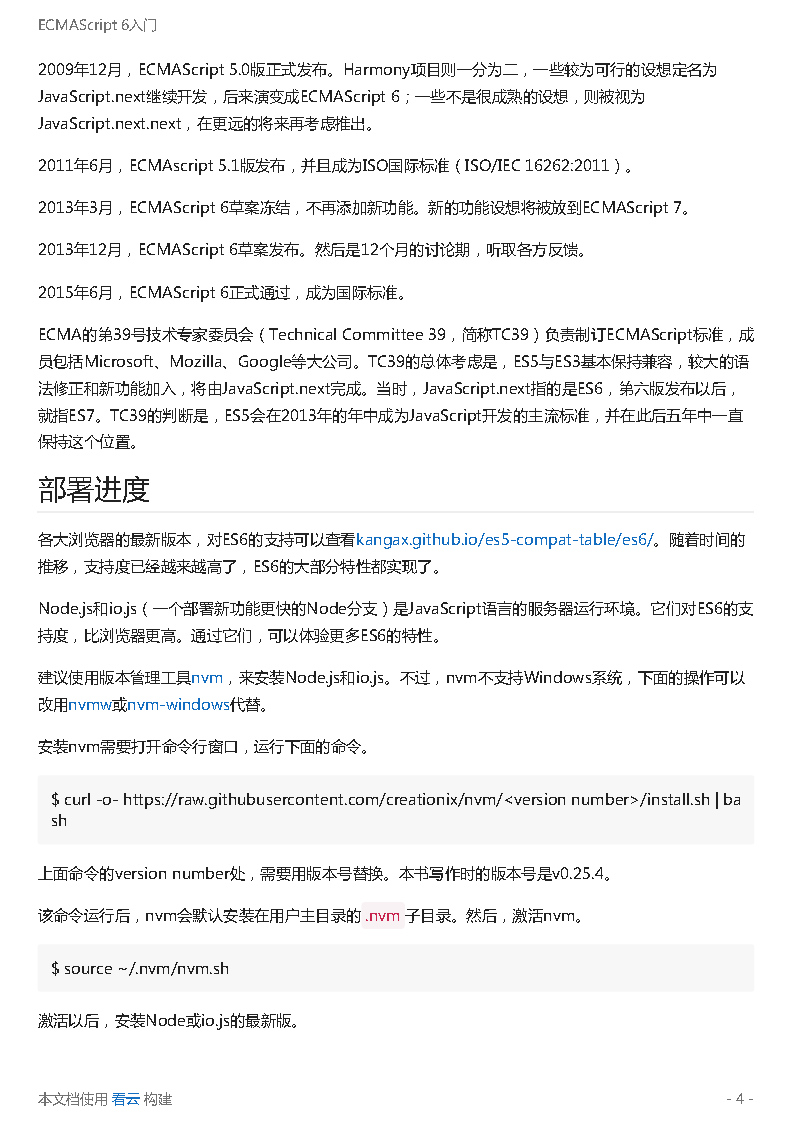 ECMAScript 6入门
2009年12月，ECMAScript 5.0版正式发布。Harmony项目则一分为二，一些较为可行的设想定名为
JavaScript.next继续开发，后来演变成ECMAScript 6；一些不是很成熟的设想，则被视为
JavaScript.next.next，在更远的将来再考虑推出。
2011年6月，ECMAscript 5.1版发布，并且成为ISO国际标准（ISO/IEC 16262:2011）。
2013年3月，ECMAScript 6草案冻结，不再添加新功能。新的功能设想将被放到ECMAScript 7。
2013年12月，ECMAScript 6草案发布。然后是12个月的讨论期，听取各方反馈。
2015年6月，ECMAScript 6正式通过，成为国际标准。
ECMA的第39号技术专家委员会（Technical Committee 39，简称TC39）负责制订ECMAScript标准，成
员包括Microsoft、Mozilla、Google等大公司。TC39的总体考虑是，ES5与ES3基本保持兼容，较大的语
法修正和新功能加入，将由JavaScript.next完成。当时，JavaScript.next指的是ES6，第六版发布以后，
就指ES7。TC39的判断是，ES5会在2013年的年中成为JavaScript开发的主流标准，并在此后五年中一直
保持这个位置。
部署进度
各大浏览器的最新版本，对ES6的支持可以查看kangax.github.io/es5-compat-table/es6/。随着时间的
推移，支持度已经越来越高了，ES6的大部分特性都实现了。
Node.js和io.js（一个部署新功能更快的Node分支）是JavaScript语言的服务器运行环境。它们对ES6的支
持度，比浏览器更高。通过它们，可以体验更多ES6的特性。
建议使用版本管理工具nvm，来安装Node.js和io.js。不过，nvm不支持Windows系统，下面的操作可以
改用nvmw或nvm-windows代替。
安装nvm需要打开命令行窗口，运行下面的命令。
$ curl -o- https://raw.githubusercontent.com/creationix/nvm/<version number>/install.sh | ba
sh
上面命令的version number处，需要用版本号替换。本书写作时的版本号是v0.25.4。
该命令运行后，nvm会默认安装在用户主目录的 .nvm 子目录。然后，激活nvm。
$ source ~/.nvm/nvm.sh
激活以后，安装Node或io.js的最新版。
本文档使用 看云 构建
- 4 -